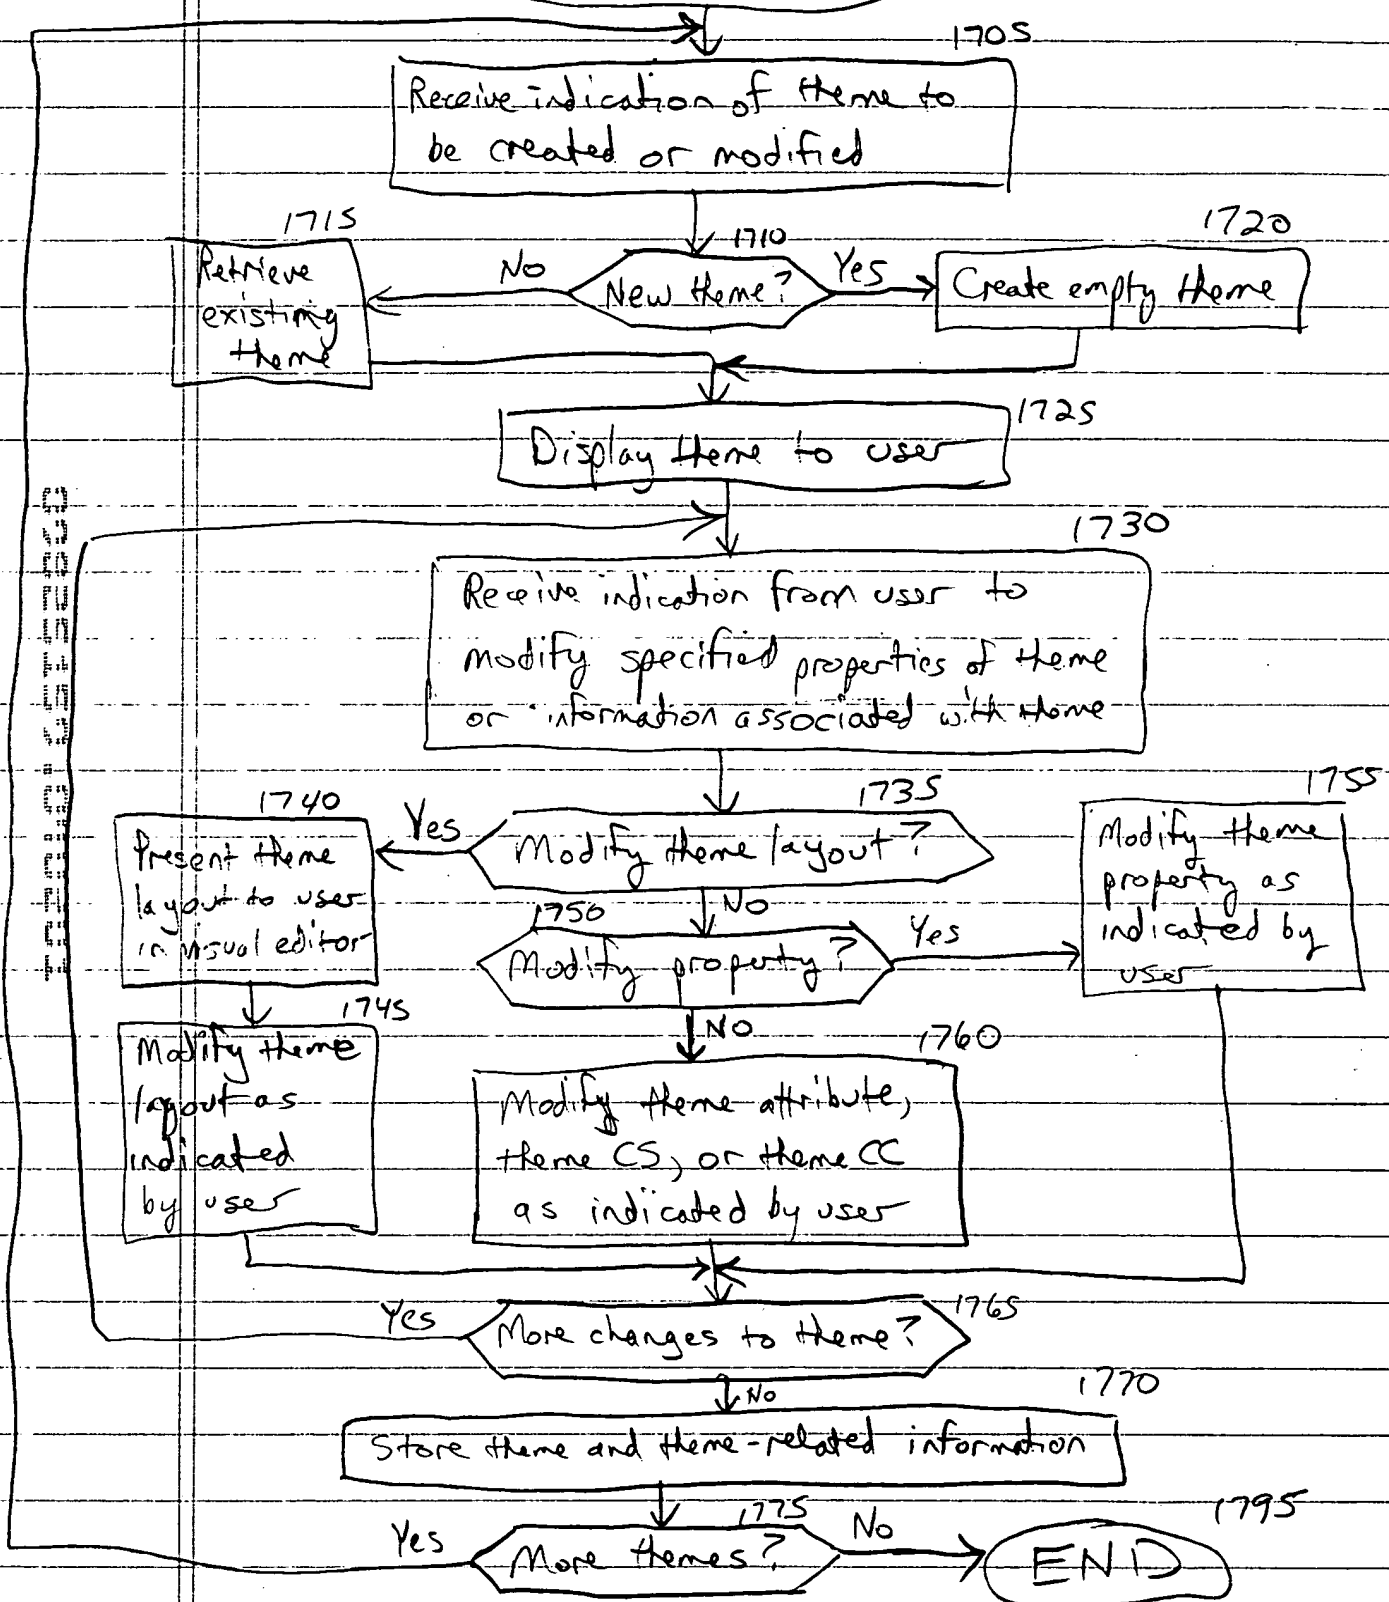 1705
Receive indication of theme to
be created or modified
1715
1710
1720
Retrieve
existing
theme
No
New theme?
Yes
Create empty theme
1725
Display theme to user
1730
Receive indication from user to
modify specified properties of theme
or information associated with theme
1735
1740
1755
Yes
Modify theme layout?
Present theme
layout to user
in visual editor
No
1750
Modify property?
Yes
Modify theme
property as
indicated by
user
1745
Modify theme
layout as
indicated
by user
No
1760
Modify theme attribute,
theme CS, or theme CC
as indicated by user
1765
Yes
More changes to theme?
No
1770
Store theme and theme-related information
1775
Yes
More themes?
No
1795
END